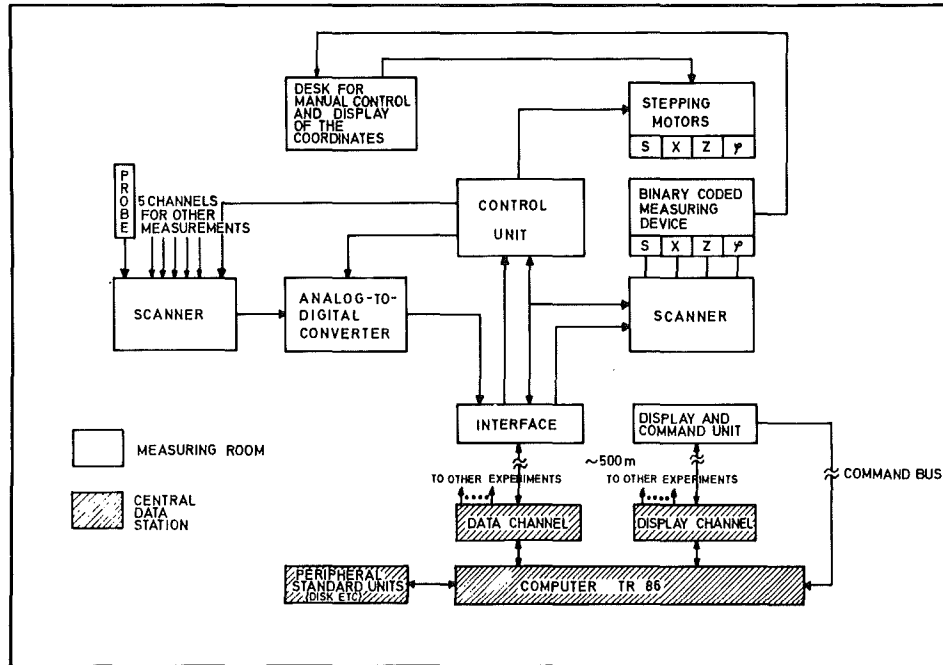 DESK FOR
MANUAL CONTROL
AND DISPLAY
OF THE
COORDINATES
STEPPING
MOTORS
S X Z φ
PROBE
5 CHANNELS
FOR OTHER
MEASUREMENTS
CONTROL
UNIT
BINARY CODED
MEASURING
DEVICE
S X Z φ
SCANNER
ANALOG-TO-
DIGITAL
CONVERTER
SCANNER
INTERFACE
DISPLAY AND
COMMAND UNIT
MEASURING ROOM
~500m
COMMAND BUS
TO OTHER EXPERIMENTS
TO OTHER EXPERIMENTS
CENTRAL
DATA
STATION
DATA CHANNEL
DISPLAY CHANNEL
PERIPHERAL
STANDARD UNITS
(DISK ETC)
COMPUTER TR 86